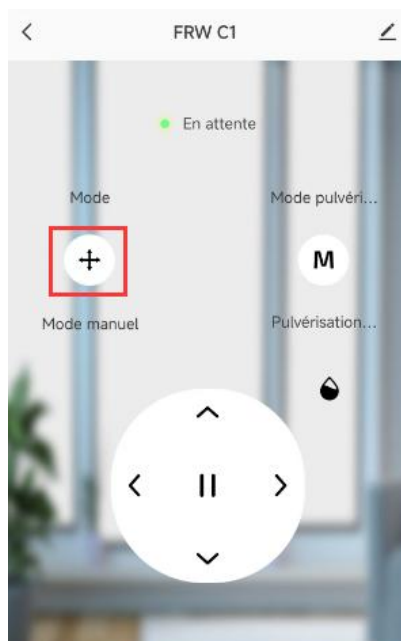 FRW C1
En attente
Mode
Mode pulvéri...
M
Mode manuel
Pulvérisation...